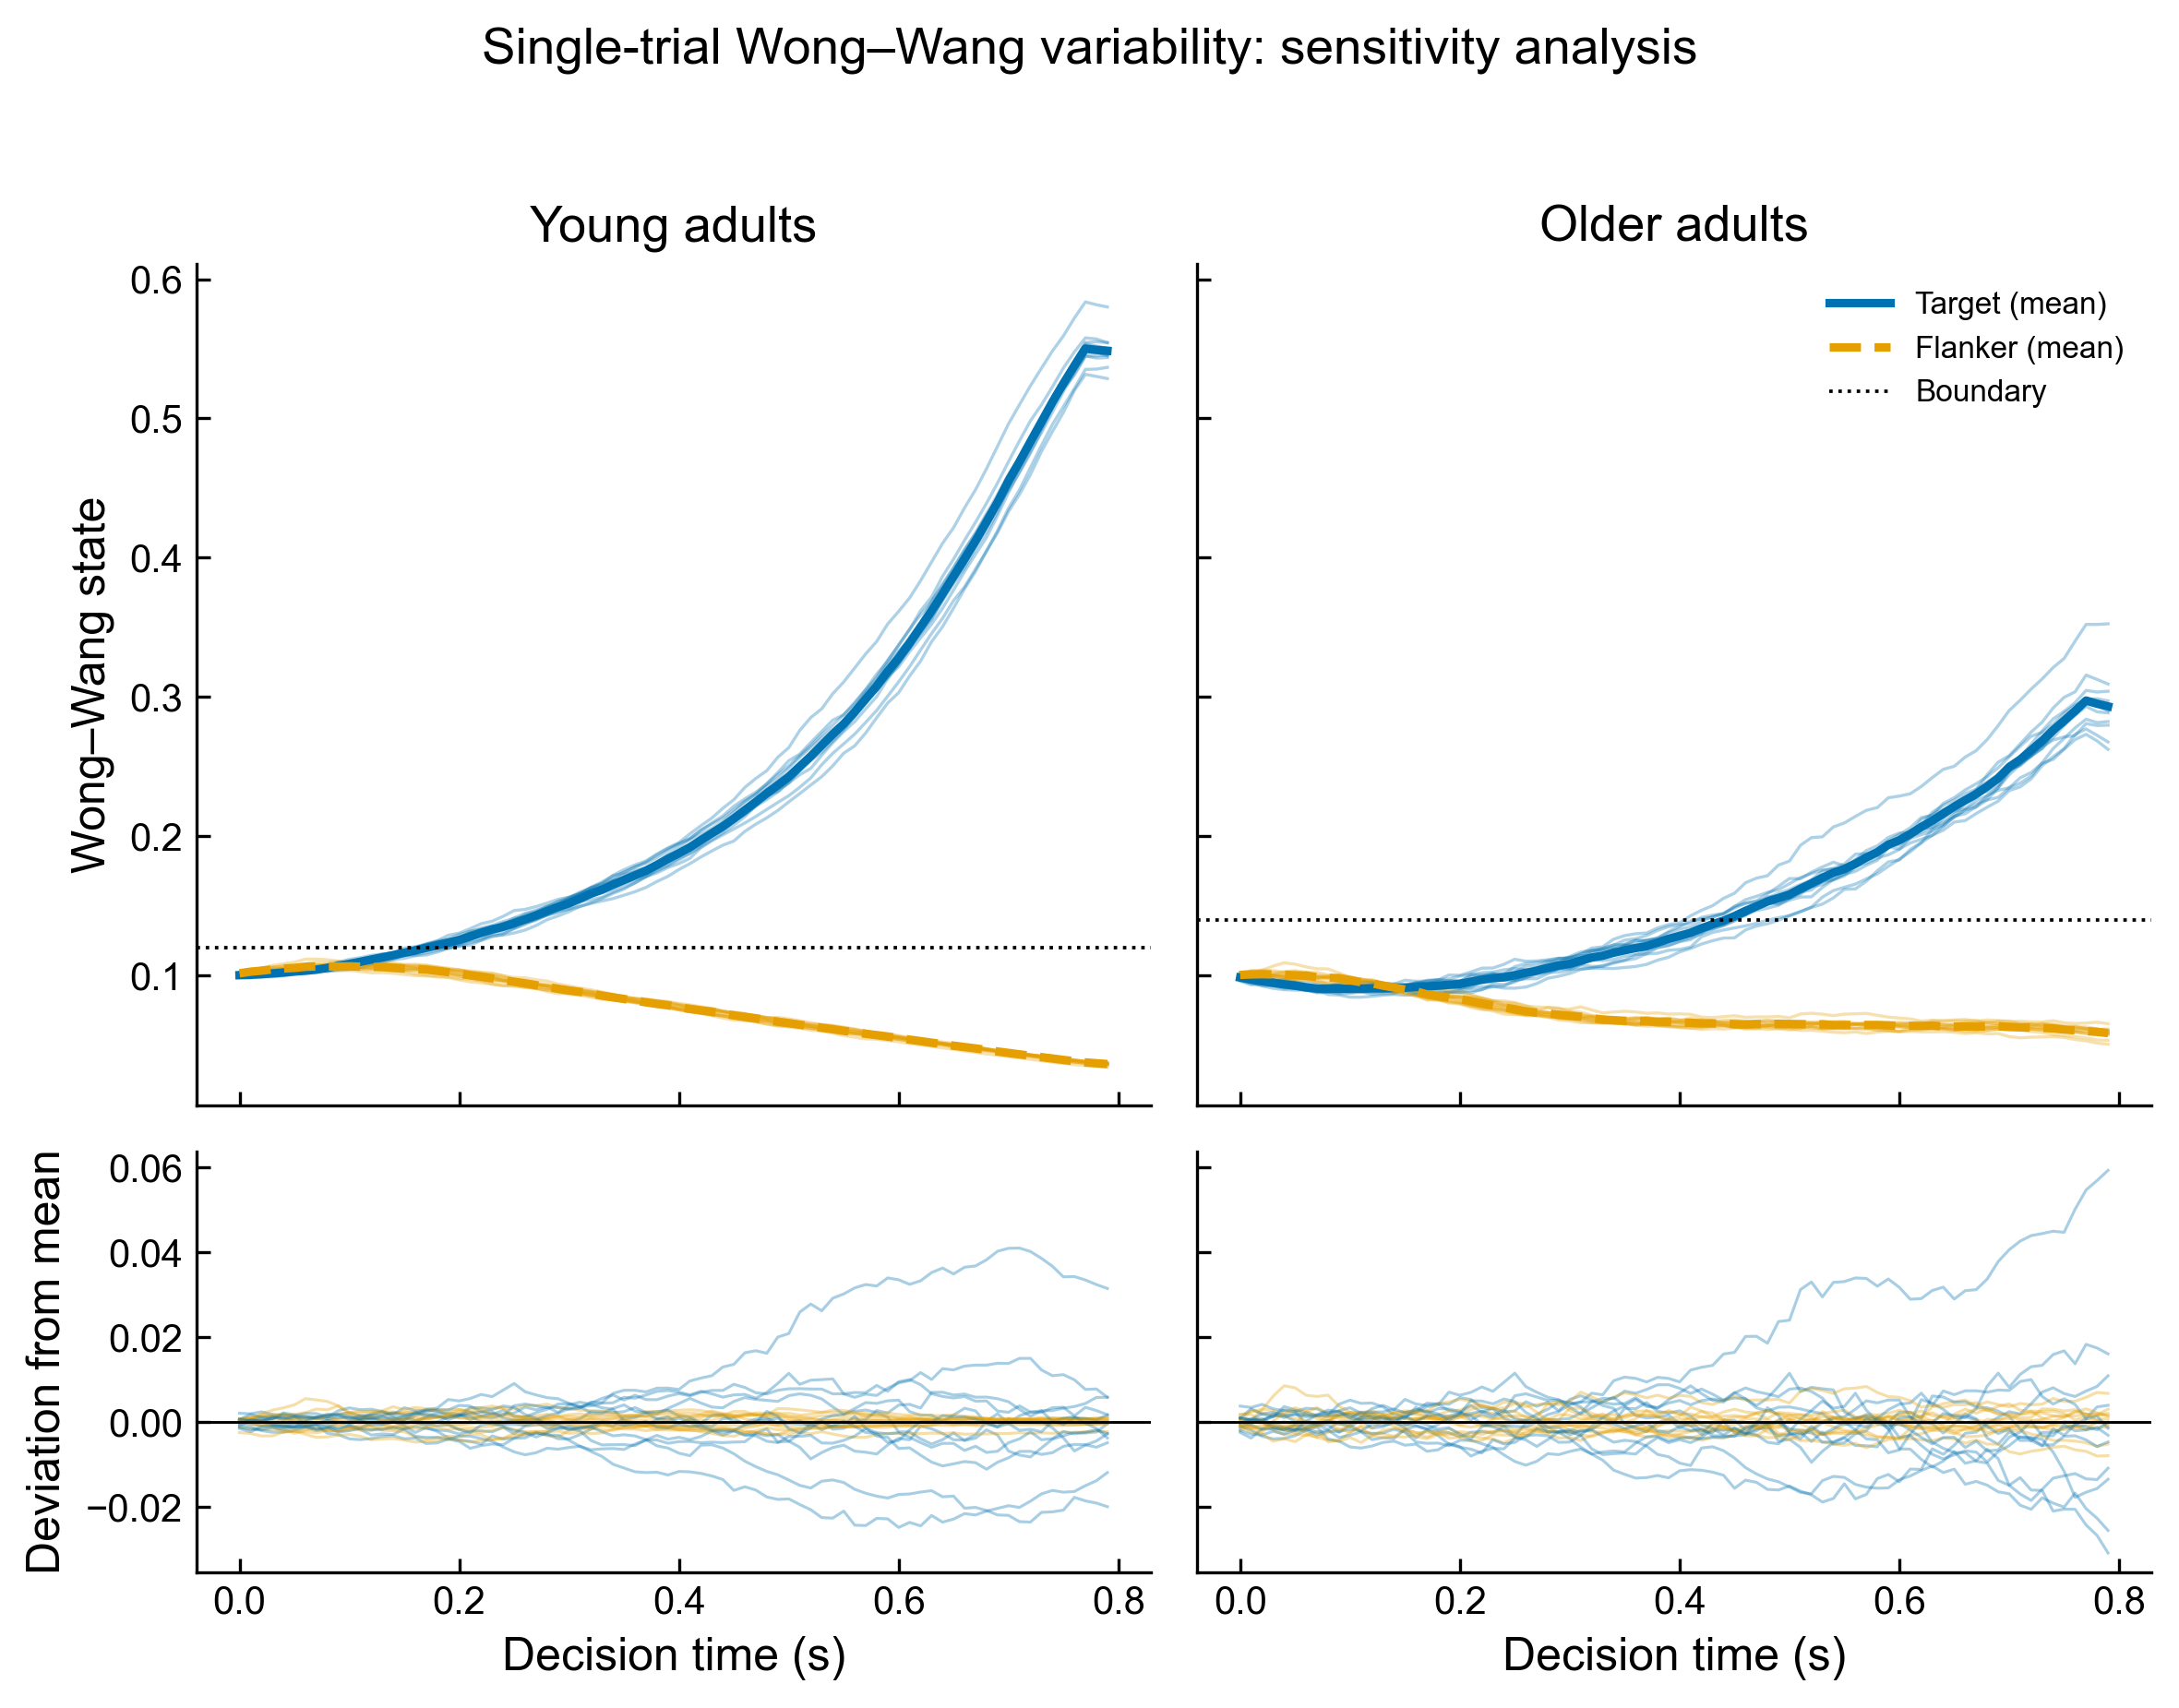 Single-trial Wong–Wang variability: sensitivity analysis
Young adults
Older adults
Wong–Wang state
0.6
0.5
0.4
0.3
0.2
0.1
Target (mean)
Flanker (mean)
Boundary
Deviation from mean
0.06
0.04
0.02
0.00
−0.02
0.0 0.2 0.4 0.6 0.8
0.0 0.2 0.4 0.6 0.8
Decision time (s)
Decision time (s)